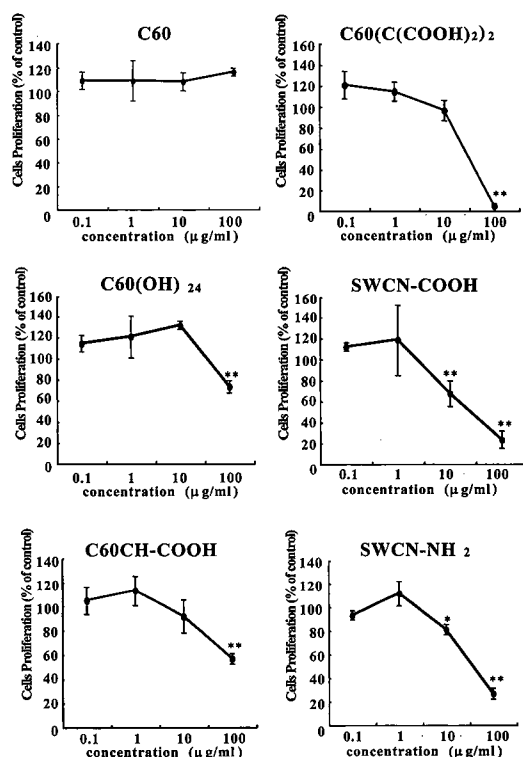 C60
Cells Proliferation (% of control)
140
120
100
80
60
40
20
0
0.1 1 10 100
concentration (μg/ml)
C60(C(COOH)2)2
Cells Proliferation (% of control)
140
120
100
80
60
40
20
0
**
0.1 1 10 100
concentration (μg/ml)
C60(OH) 24
Cells Proliferation (% of control)
160
140
120
100
80
60
40
20
0
**
0.1 1 10 100
concentration (μg/ml)
SWCN-COOH
Cells Proliferation (% of control)
160
140
120
100
80
60
40
20
0
**
**
0.1 1 10 100
concentration (μg/ml)
C60CH-COOH
Cells Proliferation (% of control)
140
120
100
80
60
40
20
0
**
0.1 1 10 100
concentration (μg/ml)
SWCN-NH 2
Cells Proliferation (% of control)
140
120
100
80
60
40
20
0
*
**
0.1 1 10 100
concentration (μg/ml)